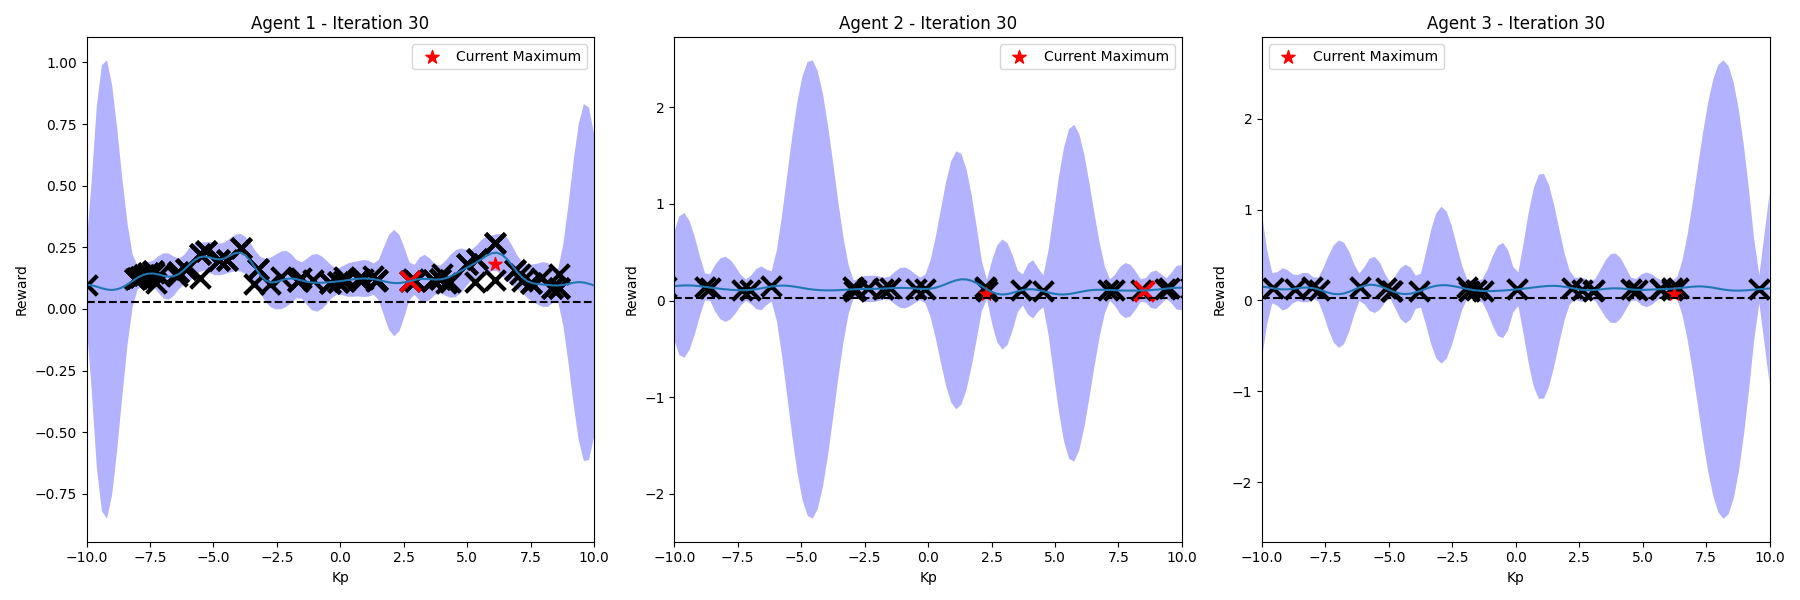 Agent 1 - Iteration 30
Current Maximum
1.00
0.75
0.50
0.25
0.00
−0.25
−0.50
−0.75
Reward
−10.0 −7.5 −5.0 −2.5 0.0 2.5 5.0 7.5 10.0
Kp
Agent 2 - Iteration 30
Current Maximum
2
1
0
−1
−2
Reward
−10.0 −7.5 −5.0 −2.5 0.0 2.5 5.0 7.5 10.0
Kp
Agent 3 - Iteration 30
Current Maximum
2
1
0
−1
−2
Reward
−10.0 −7.5 −5.0 −2.5 0.0 2.5 5.0 7.5 10.0
Kp